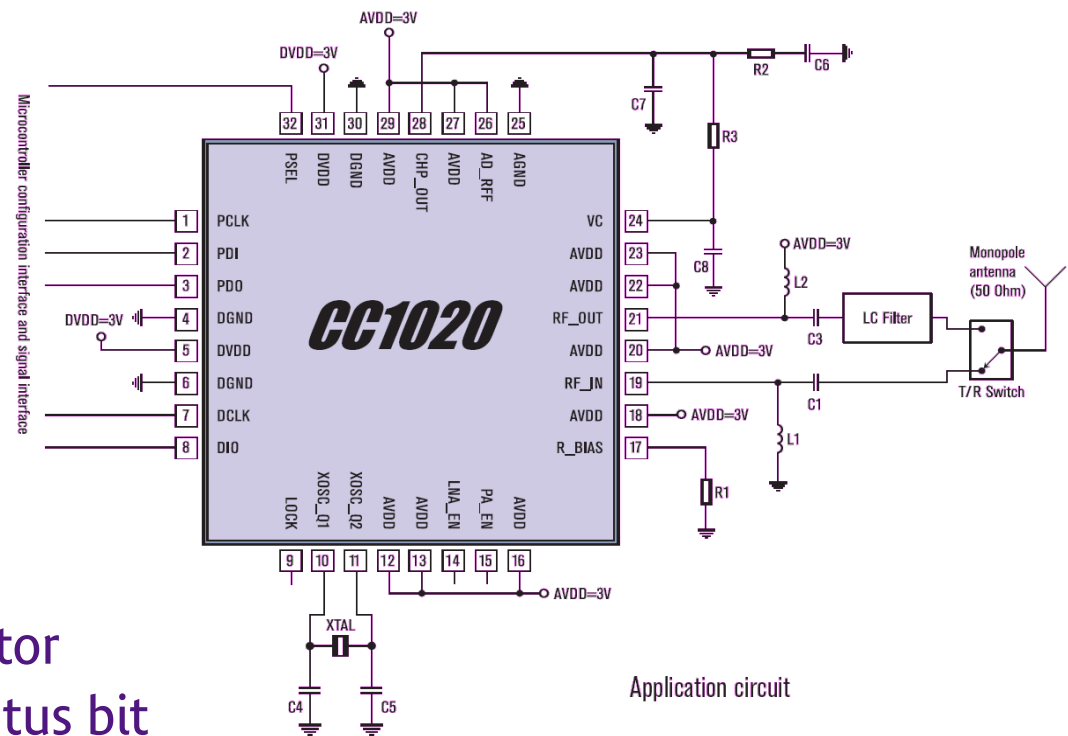 AVDD=3V
DVDD=3V
R2
C6
C7
R3
Microcontroller configuration interface and signal interface
32
31
30
29
28
27
26
25
PSEL
DVDD
DGND
AVDD
CHP_OUT
AVDD
AD_RFF
AGND
1 PCLK
2 PDI
3 PDO
4 DGND
DVDD=3V
5 DVDD
6 DGND
7 DCLK
8 DIO
CC1020
VC 24
AVDD 23
AVDD 22
RF_OUT 21
AVDD 20
RF_IN 19
AVDD 18
R_BIAS 17
C8
AVDD=3V
L2
C3
LC Filter
Monopole
antenna
(50 Ohm)
T/R Switch
AVDD=3V
C1
AVDD=3V
L1
R1
LOCK
XOSC_Q1
XOSC_Q2
AVDD
AVDD
LNA_EN
PA_EN
AVDD
9
10
11
12
13
14
15
16
AVDD=3V
XTAL
C4
C5
tor
tus bit
Application circuit